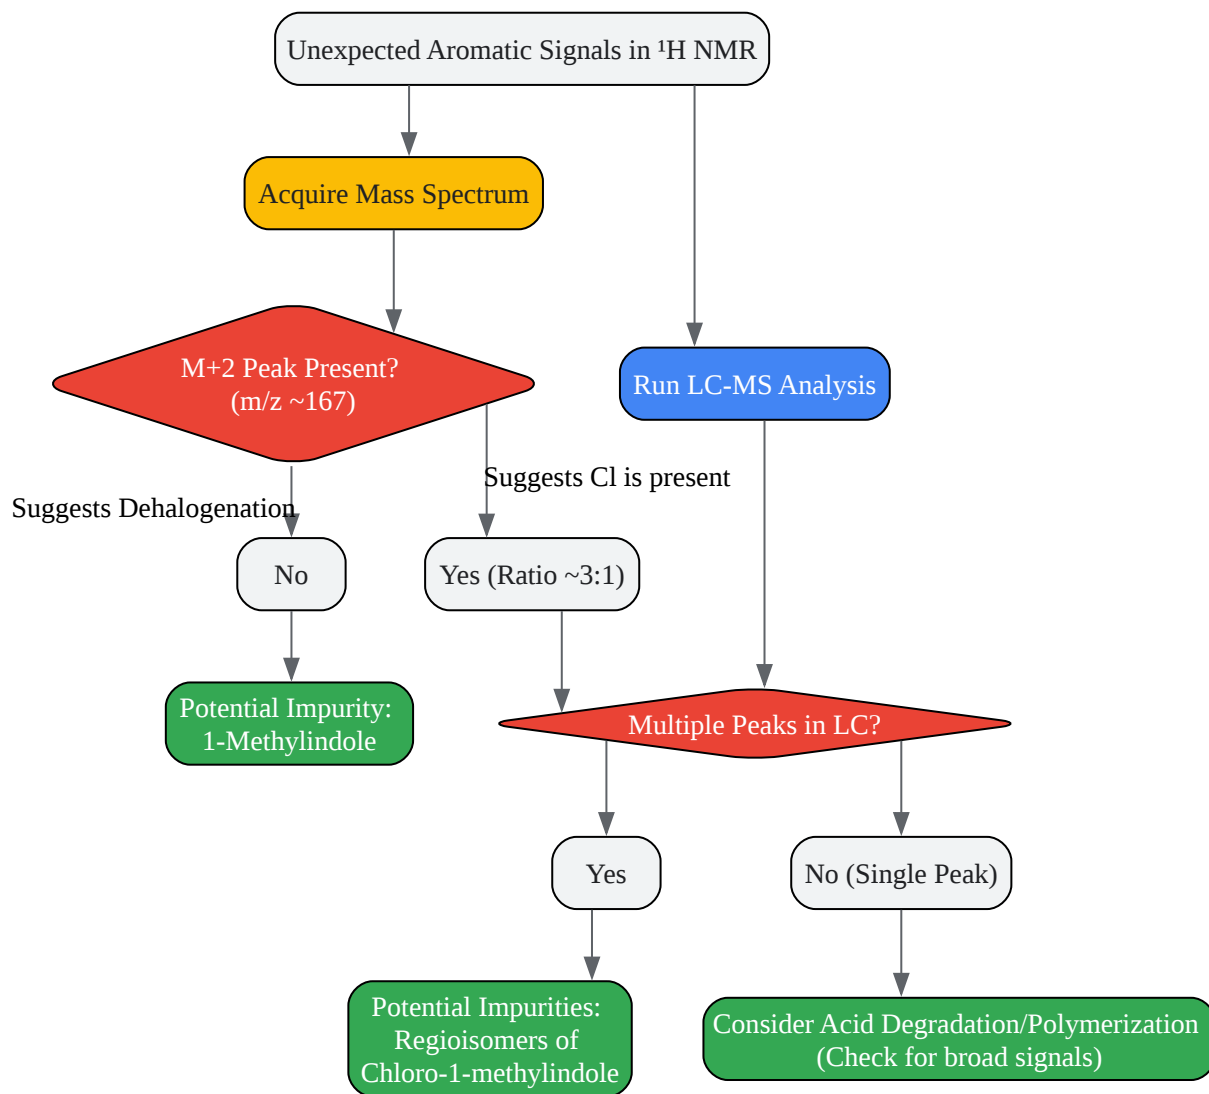 Unexpected Aromatic Signals in ¹H NMR
Acquire Mass Spectrum
M+2 Peak Present?
(m/z ~167)
Run LC-MS Analysis
Suggests Cl is present
Suggests Dehalogenation
No
Yes (Ratio ~3:1)
Potential Impurity:
1-Methylindole
Multiple Peaks in LC?
Yes
No (Single Peak)
Potential Impurities:
Regioisomers of
Chloro-1-methylindole
Consider Acid Degradation/Polymerization
(Check for broad signals)